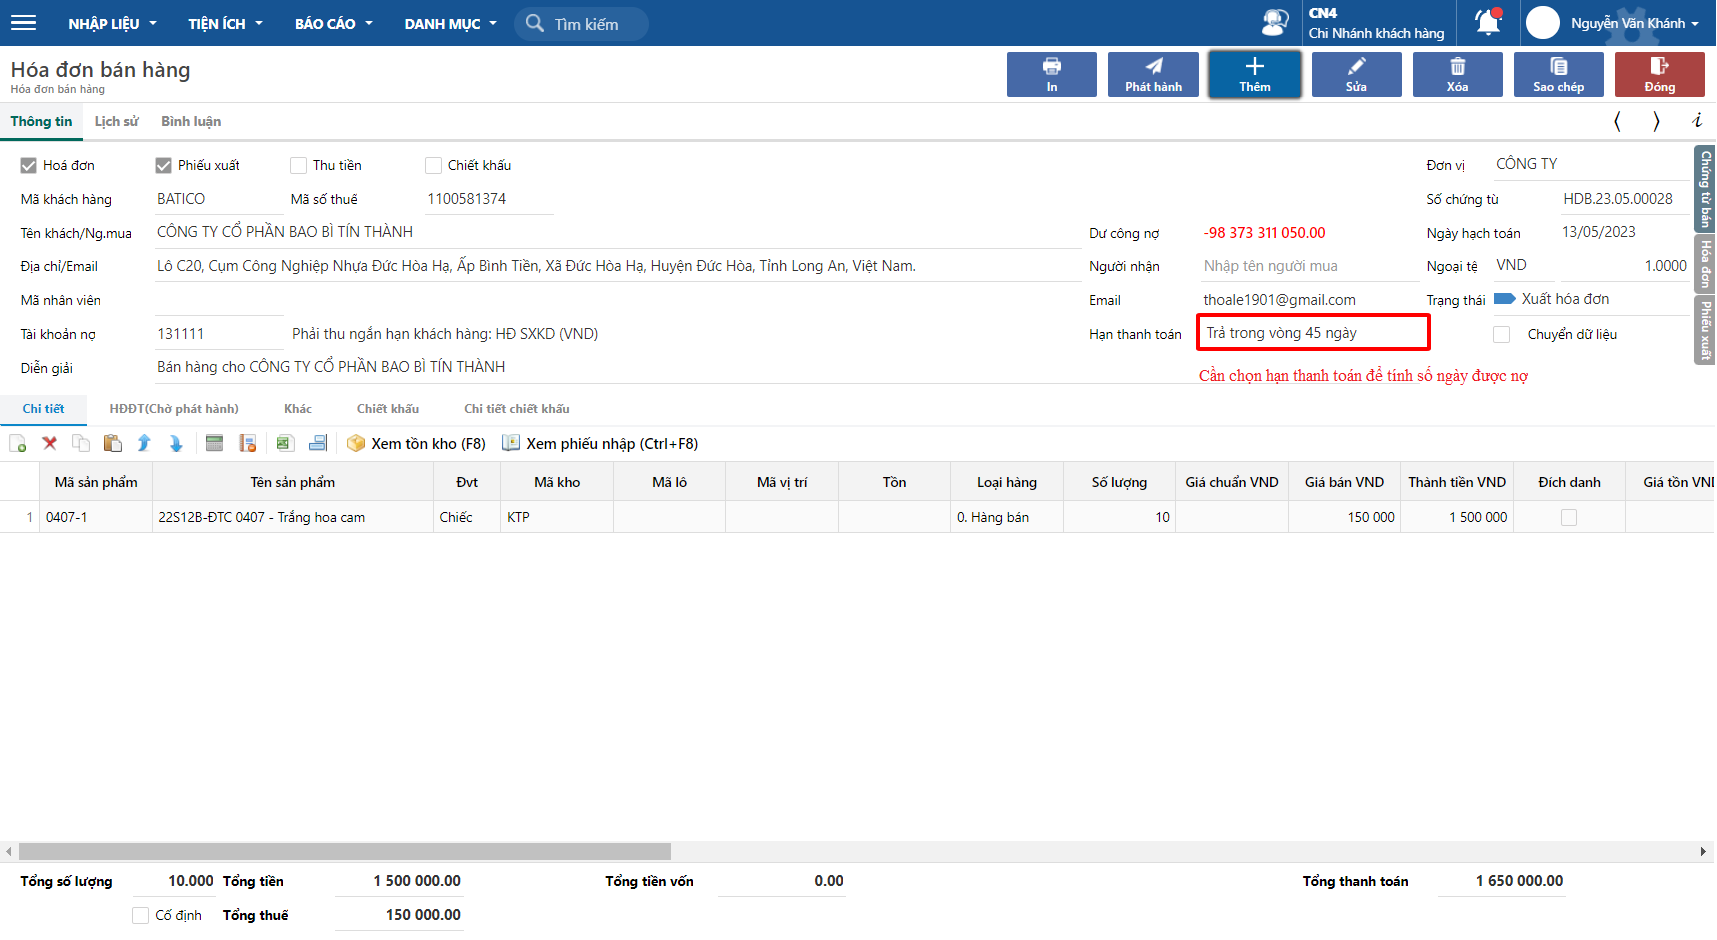 NHẬP LIỆU TIỆN ÍCH BÁO CÁO DANH MỤC Tìm kiếm CN4 Nguyễn Văn Khánh
Chi Nhánh khách hàng
Hóa đơn bán hàng
Hóa đơn bán hàng
In Phát hành Thêm Sửa Xóa Sao chép Đóng
Thông tin Lịch sử Bình luận
Hoá đơn Phiếu xuất Thu tiền Chiết khấu Đơn vị CÔNG TY
Mã khách hàng BATICO Mã số thuế 1100581374 Số chứng từ HDB.23.05.00028
Tên khách/Ng.mua CÔNG TY CỔ PHẦN BAO BÌ TÍN THÀNH Dư công nợ -98 373 311 050.00 Ngày hạch toán 13/05/2023
Địa chỉ/Email Lô C20, Cụm Công Nghiệp Nhựa Đức Hòa Hạ, Ấp Bình Tiền, Xã Đức Hòa Hạ, Huyện Đức Hòa, Tỉnh Long An, Việt Nam. Người nhận Nhập tên người mua Ngoại tệ VND 1.0000
Mã nhân viên Email thoale1901@gmail.com Trạng thái Xuất hóa đơn
Tài khoản nợ 131111 Phải thu ngắn hạn khách hàng: HĐ SXKD (VND) Hạn thanh toán Trả trong vòng 45 ngày Chuyển dữ liệu
Diễn giải Bán hàng cho CÔNG TY CỔ PHẦN BAO BÌ TÍN THÀNH Cần chọn hạn thanh toán để tính số ngày được nợ
Chứng từ bán
Hóa đơn
Phiếu xuất
Chi tiết HĐĐT(Chờ phát hành) Khác Chiết khấu Chi tiết chiết khấu
Xem tồn kho (F8) Xem phiếu nhập (Ctrl+F8)
Mã sản phẩm Tên sản phẩm Đvt Mã kho Mã lô Mã vị trí Tồn Loại hàng Số lượng Giá chuẩn VND Giá bán VND Thành tiền VND Đích danh Giá tồn VND
1 0407-1 22S12B-ĐTC 0407 - Trắng hoa cam Chiếc KTP 0. Hàng bán 10 150 000 1 500 000
Tổng số lượng 10.000 Tổng tiền 1 500 000.00 Tổng tiền vốn 0.00 Tổng thanh toán 1 650 000.00
Cố định Tổng thuế 150 000.00